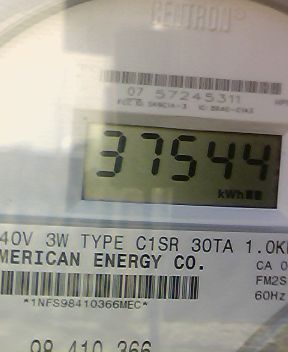 CENTRON®
07 57245311
37544
kWh
40V 3W TYPE C1SR 30TA 1.0K
MERICAN ENERGY CO.
CA 0
*1NFS98410366MEC*
FM2S
60Hz
98 410 366